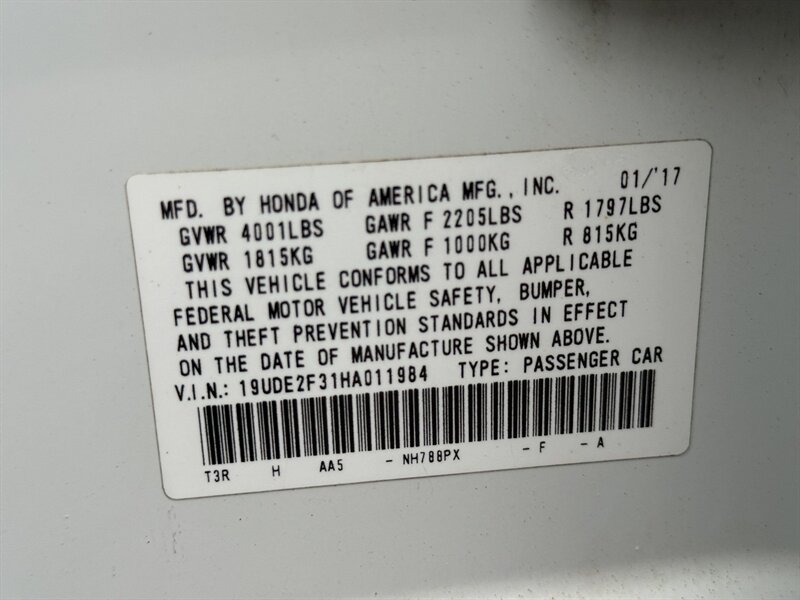 MFD. BY HONDA OF AMERICA MFG., INC. 01/'17
GVWR 4001LBS GAWR F 2205LBS R 1797LBS
GVWR 1815KG GAWR F 1000KG R 815KG
THIS VEHICLE CONFORMS TO ALL APPLICABLE
FEDERAL MOTOR VEHICLE SAFETY, BUMPER,
AND THEFT PREVENTION STANDARDS IN EFFECT
ON THE DATE OF MANUFACTURE SHOWN ABOVE.
V.I.N.: 19UDE2F31HA011984 TYPE: PASSENGER CAR
T3R H AA5 - NH788PX - F - A